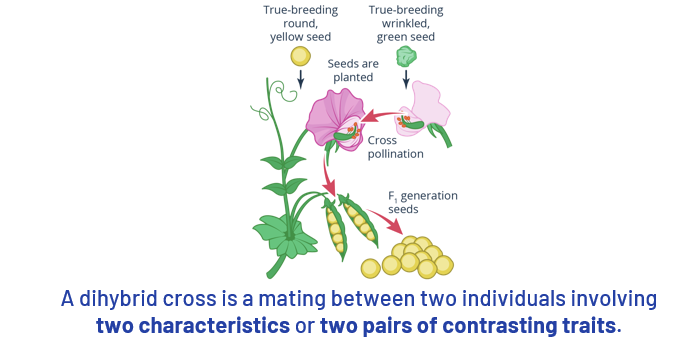 True-breeding
round,
yellow seed
True-breeding
wrinkled,
green seed
Seeds are
planted
Cross
pollination
F₁ generation
seeds
A dihybrid cross is a mating between two individuals involving
two characteristics or two pairs of contrasting traits.